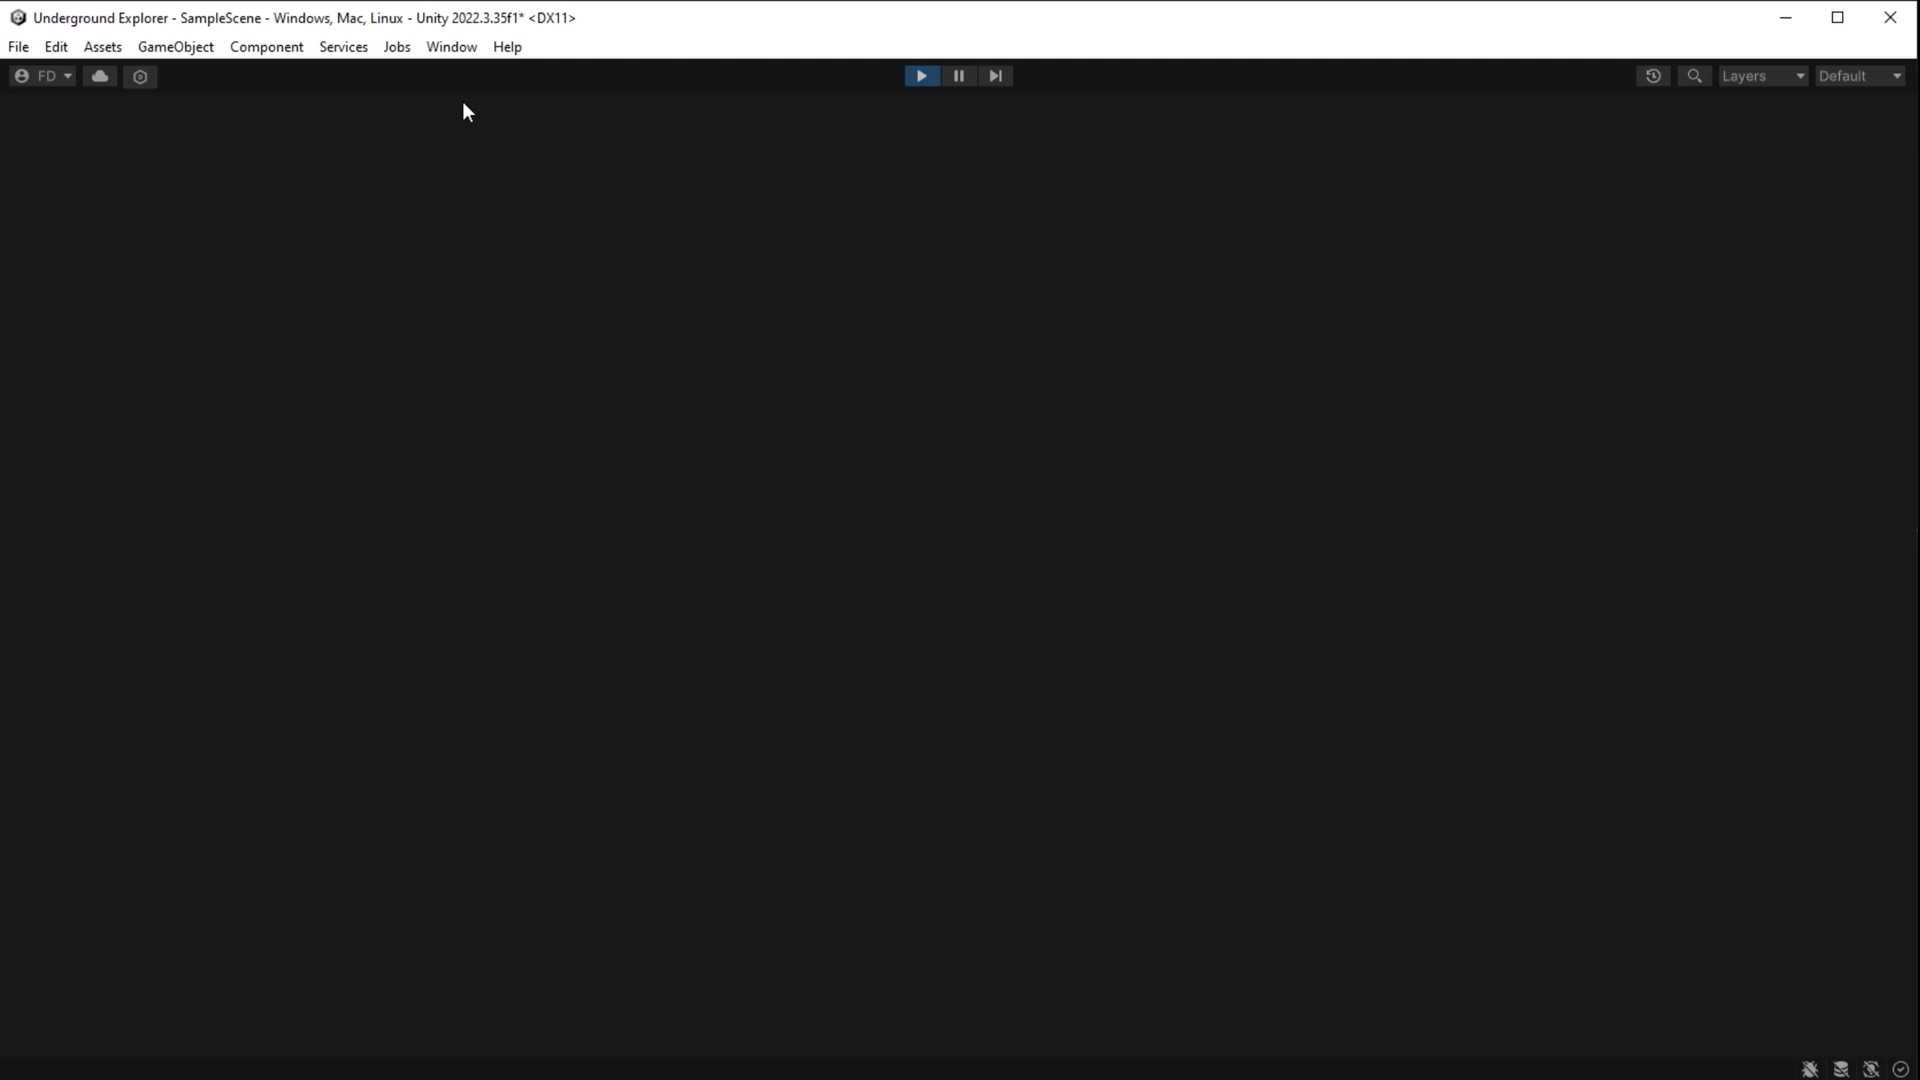 Underground Explorer - SampleScene - Windows, Mac, Linux - Unity 2022.3.35f1* <DX11>
File Edit Assets GameObject Component Services Jobs Window Help
FD Layers Default